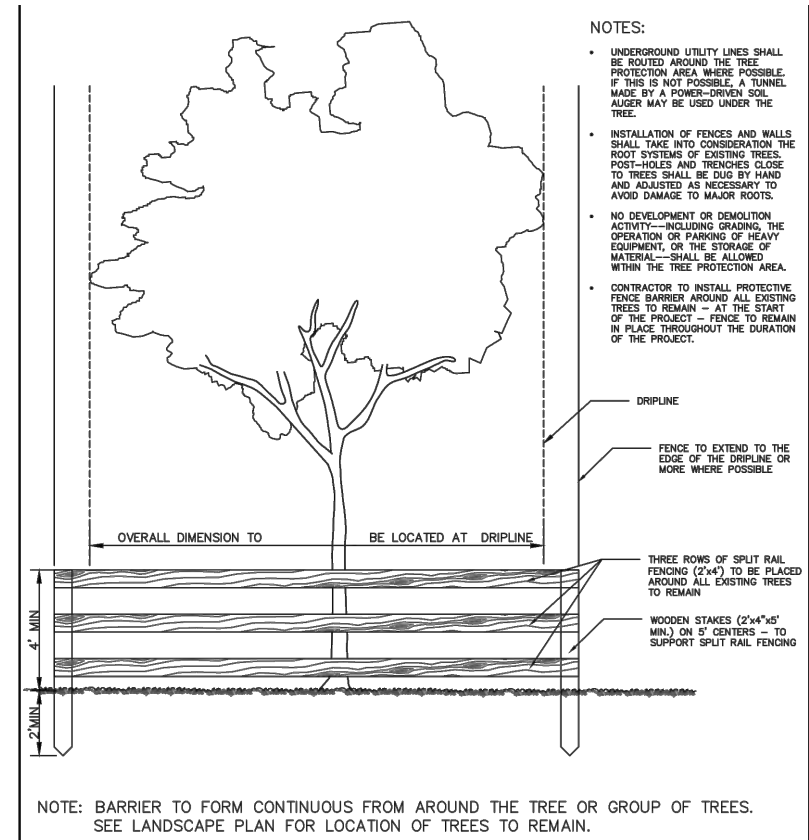 NOTES:
• UNDERGROUND UTILITY LINES SHALL
BE ROUTED AROUND THE TREE
PROTECTION AREA WHERE POSSIBLE.
IF THIS IS NOT POSSIBLE, A TUNNEL
MADE BY A POWER-DRIVEN SOIL
AUGER MAY BE USED UNDER THE
TREE.
• INSTALLATION OF FENCES AND WALLS
SHALL TAKE INTO CONSIDERATION THE
ROOT SYSTEMS OF EXISTING TREES.
POST-HOLES AND TRENCHES CLOSE
TO TREES SHALL BE DUG BY HAND
AND ADJUSTED AS NECESSARY TO
AVOID DAMAGE TO MAJOR ROOTS.
• NO DEVELOPMENT OR DEMOLITION
ACTIVITY--INCLUDING GRADING, THE
OPERATION OR PARKING OF HEAVY
EQUIPMENT, OR THE STORAGE OF
MATERIAL--SHALL BE ALLOWED
WITHIN THE TREE PROTECTION AREA.
• CONTRACTOR TO INSTALL PROTECTIVE
FENCE BARRIER AROUND ALL EXISTING
TREES TO REMAIN - AT THE START
OF THE PROJECT - FENCE TO REMAIN
IN PLACE THROUGHOUT THE DURATION
OF THE PROJECT.
DRIPLINE
FENCE TO EXTEND TO THE
EDGE OF THE DRIPLINE OR
MORE WHERE POSSIBLE
OVERALL DIMENSION TO BE LOCATED AT DRIPLINE
THREE ROWS OF SPLIT RAIL
FENCING (2'x4') TO BE PLACED
AROUND ALL EXISTING TREES
TO REMAIN
WOODEN STAKES (2'x4"x5'
MIN.) ON 5' CENTERS - TO
SUPPORT SPLIT RAIL FENCING
4' MIN
2'MIN
NOTE: BARRIER TO FORM CONTINUOUS FROM AROUND THE TREE OR GROUP OF TREES.
SEE LANDSCAPE PLAN FOR LOCATION OF TREES TO REMAIN.